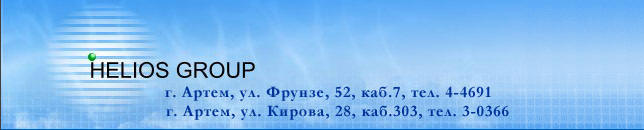 HELIOS GROUP
г. Артем, ул. Фрунзе, 52, каб.7, тел. 4-4691
г. Артем, ул. Кирова, 28, каб.303, тел. 3-0366